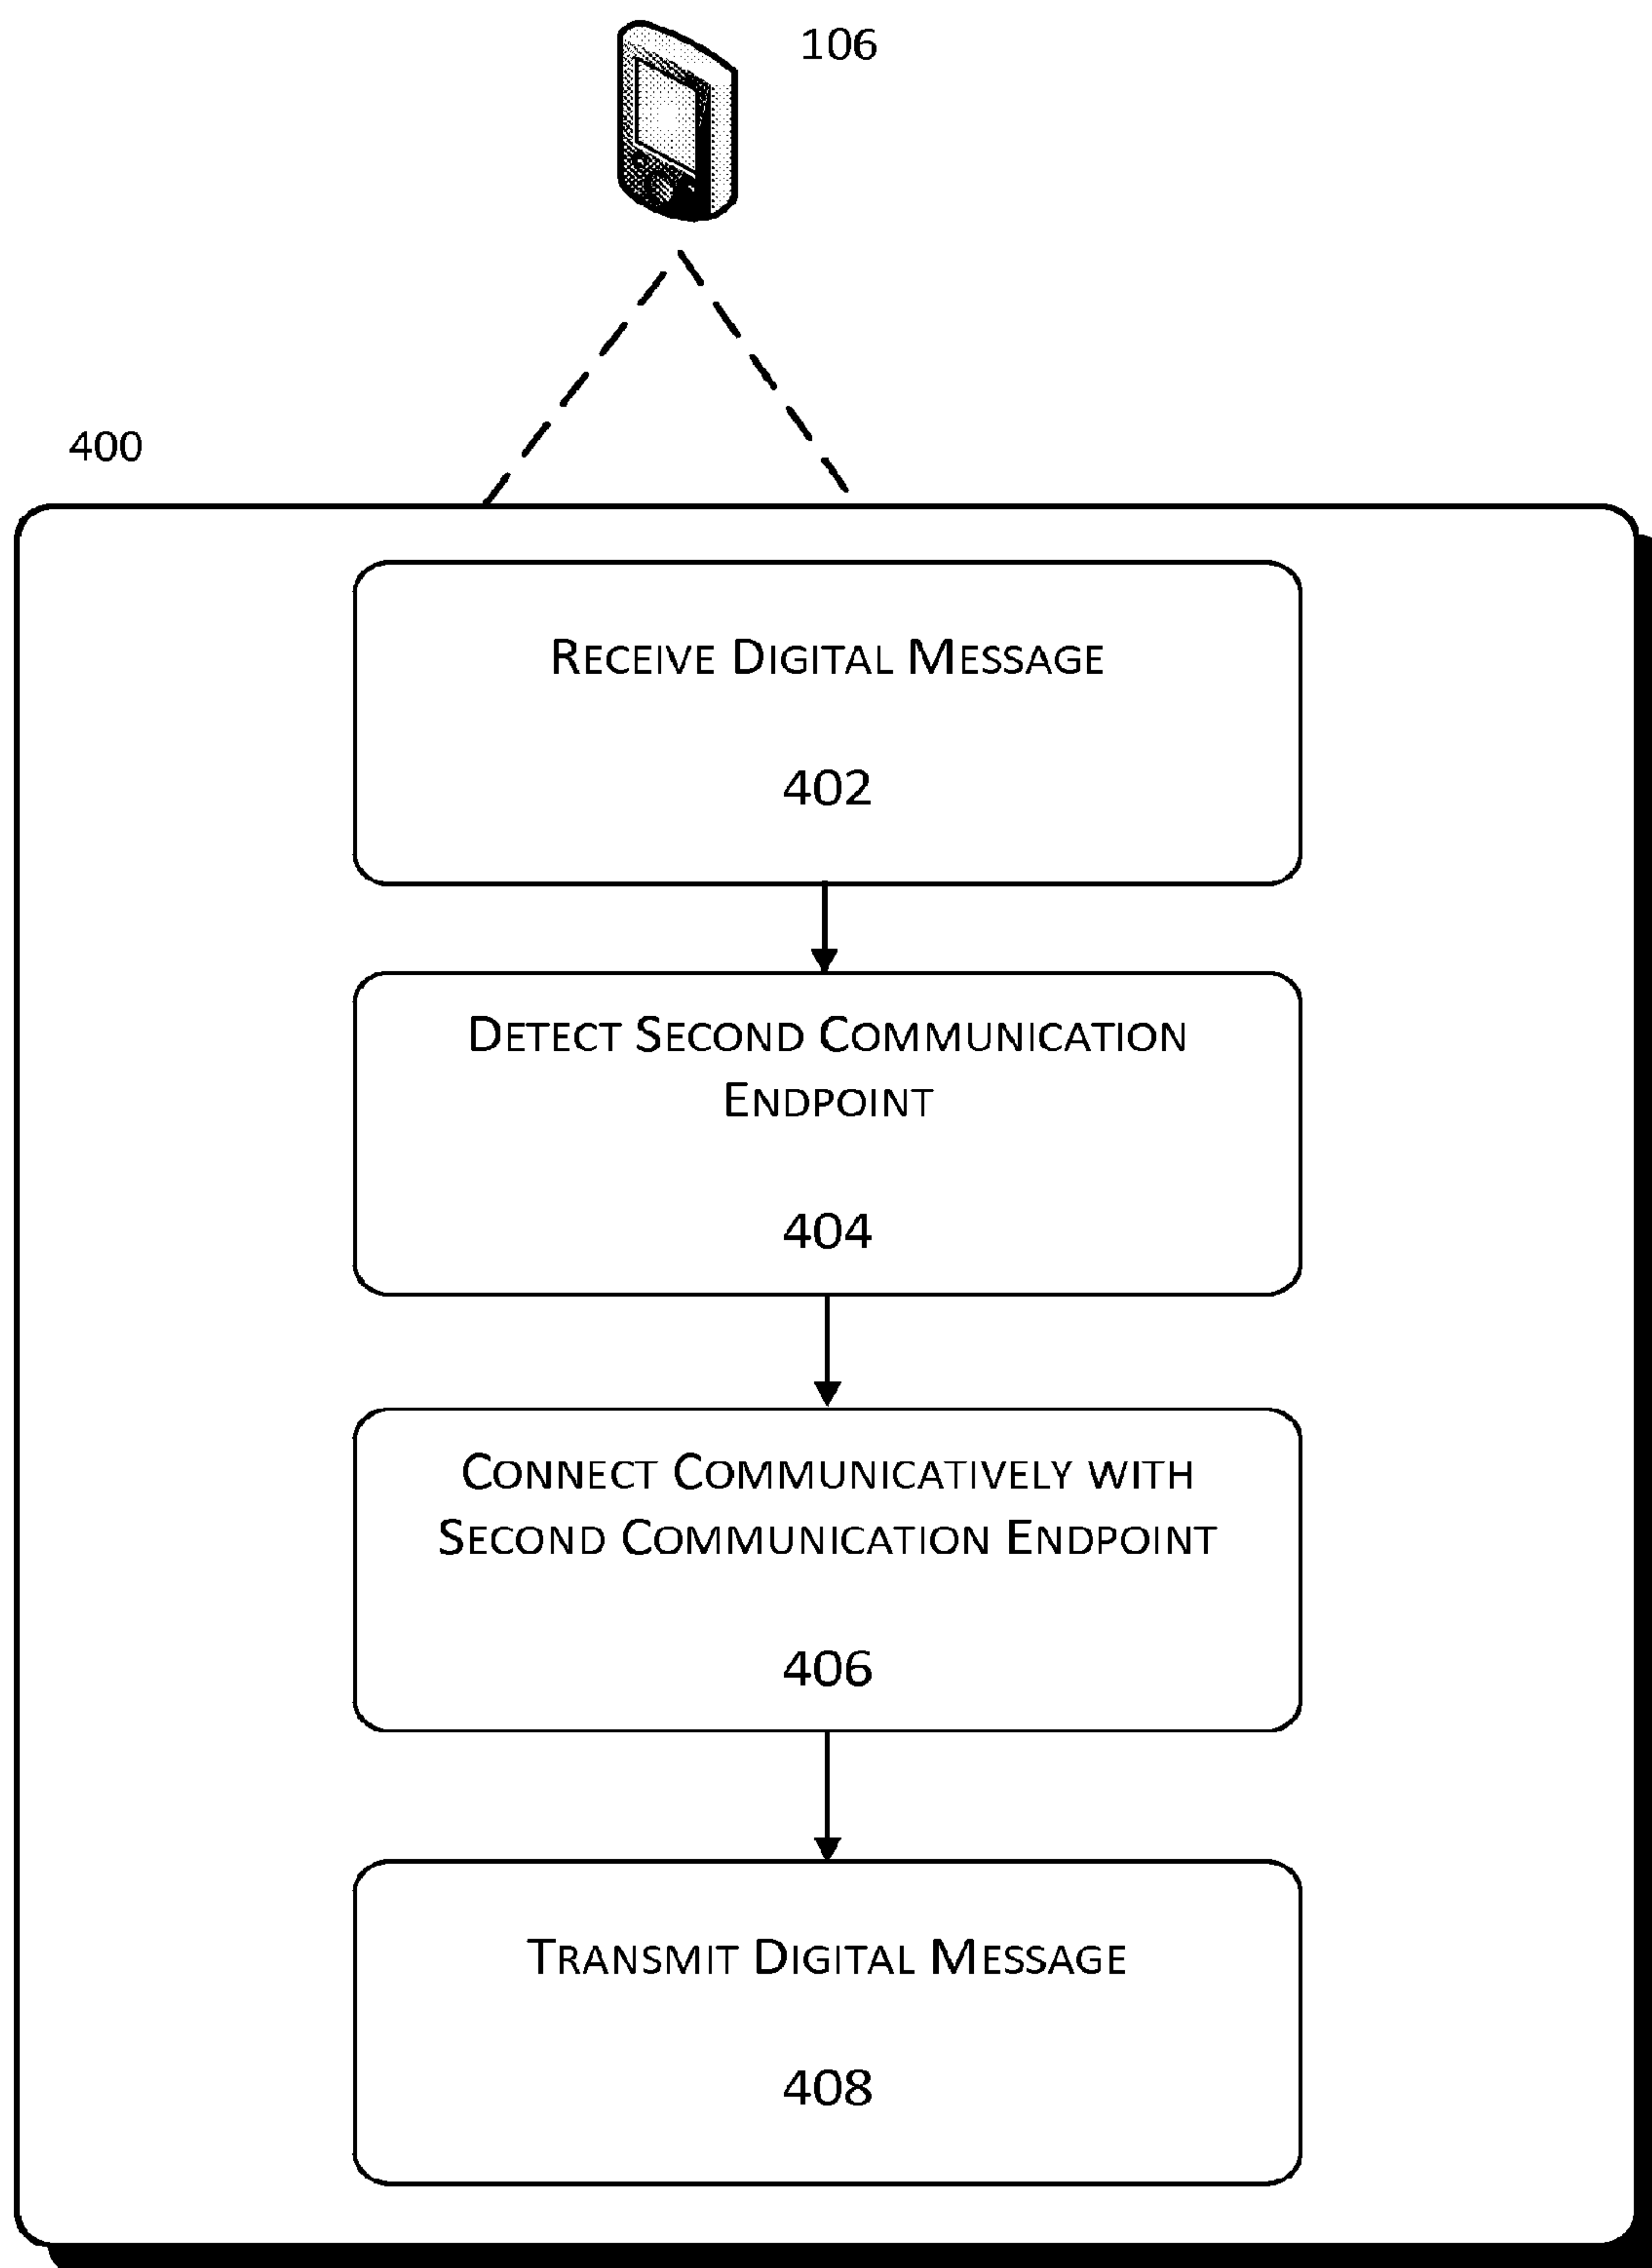 106
400
RECEIVE DIGITAL MESSAGE
402
DETECT SECOND COMMUNICATION
ENDPOINT
404
CONNECT COMMUNICATIVELY WITH
SECOND COMMUNICATION ENDPOINT
406
TRANSMIT DIGITAL MESSAGE
408